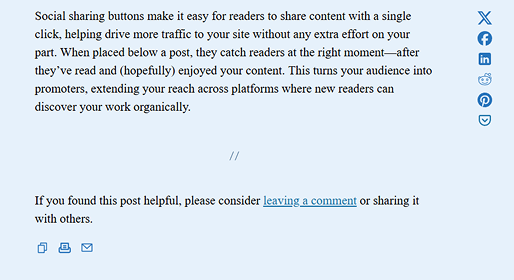 Social sharing buttons make it easy for readers to share content with a single
click, helping drive more traffic to your site without any extra effort on your
part. When placed below a post, they catch readers at the right moment—after
they’ve read and (hopefully) enjoyed your content. This turns your audience into
promoters, extending your reach across platforms where new readers can
discover your work organically.
//
If you found this post helpful, please consider leaving a comment or sharing it
with others.